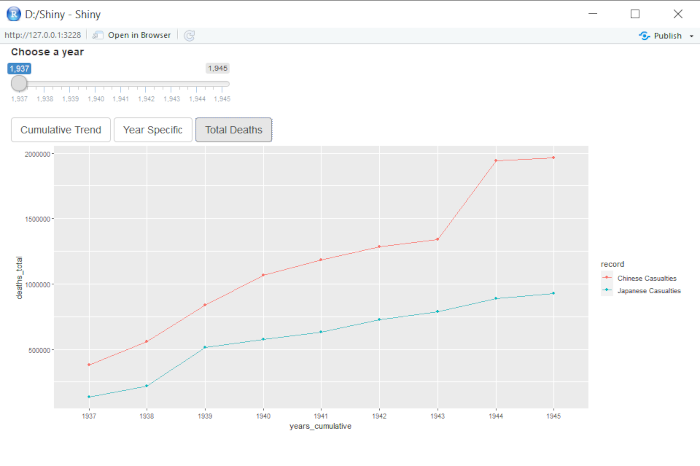 D:/Shiny - Shiny
http://127.0.0.1:3228 Open in Browser Publish
Choose a year
1,937 1,945
1,937 1,938 1,939 1,940 1,941 1,942 1,943 1,944 1,945
Cumulative Trend Year Specific Total Deaths
2000000
1500000
1000000
500000
deaths_total
1937 1938 1939 1940 1941 1942 1943 1944 1945
years_cumulative
record
Chinese Casualties
Japanese Casualties